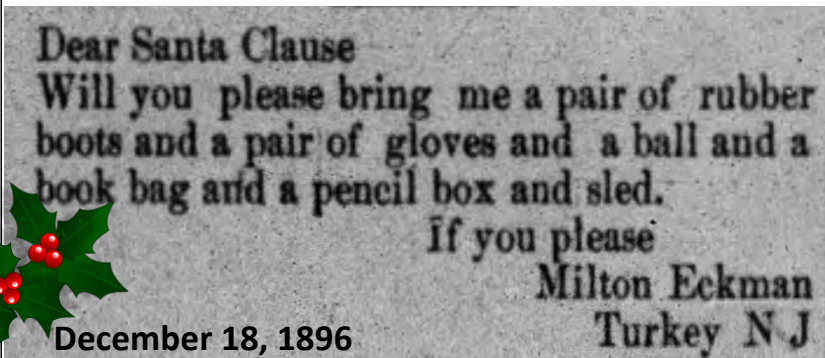 Dear Santa Clause
Will you please bring me a pair of rubber
boots and a pair of gloves and a ball and a
book bag and a pencil box and sled.
If you please
Milton Eckman
Turkey N J
December 18, 1896